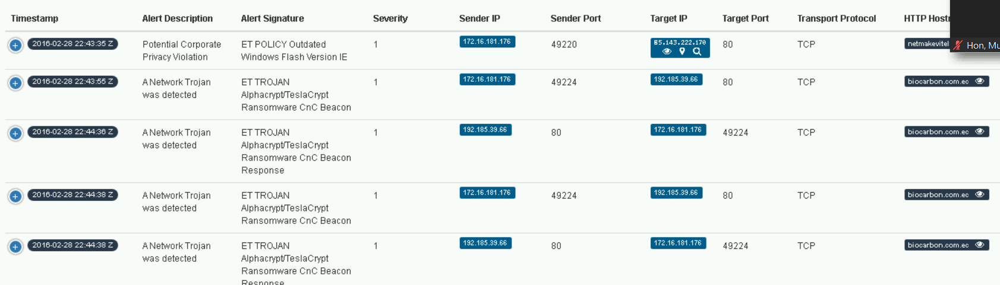 Timestamp Alert Description Alert Signature Severity Sender IP Sender Port Target IP Target Port Transport Protocol HTTP
2016-02-28 22:43:35 Z Potential Corporate ET POLICY Outdated 1 172.16.181.176 49220 85.143.222.170 80 TCP
Privacy Violation Windows Flash Version IE
Hon,
2016-02-28 22:43:55 Z A Network Trojan ET TROJAN 1 172.16.181.176 49224 192.185.39.66 80 TCP biocarbon.com.ec
was detected Alphacrypt/TeslaCrypt
Ransomware CnC Beacon
2016-02-28 22:44:36 Z A Network Trojan ET TROJAN 1 192.185.39.66 80 172.16.181.176 49224 TCP biocarbon.com.ec
was detected Alphacrypt/TeslaCrypt
Ransomware CnC Beacon
Response
2016-02-28 22:44:38 Z A Network Trojan ET TROJAN 1 172.16.181.176 49224 192.185.39.66 80 TCP biocarbon.com.ec
was detected Alphacrypt/TeslaCrypt
Ransomware CnC Beacon
2016-02-28 22:44:38 Z A Network Trojan ET TROJAN 1 192.185.39.66 80 172.16.181.176 49224 TCP biocarbon.com.ec
was detected Alphacrypt/TeslaCrypt
Ransomware CnC Beacon
Response